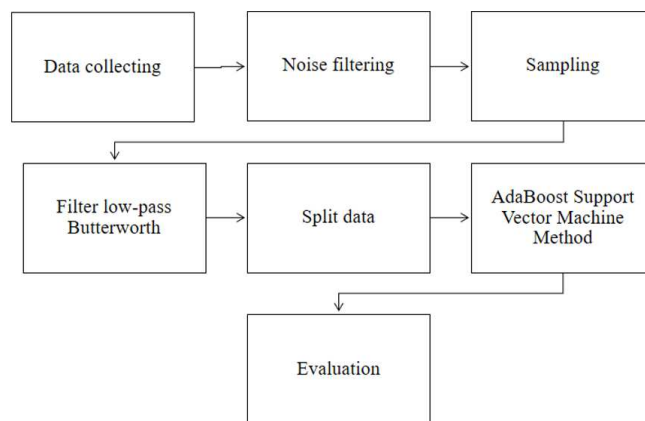 Data collecting
Noise filtering
Sampling
Filter low-pass
Butterworth
Split data
AdaBoost Support
Vector Machine
Method
Evaluation